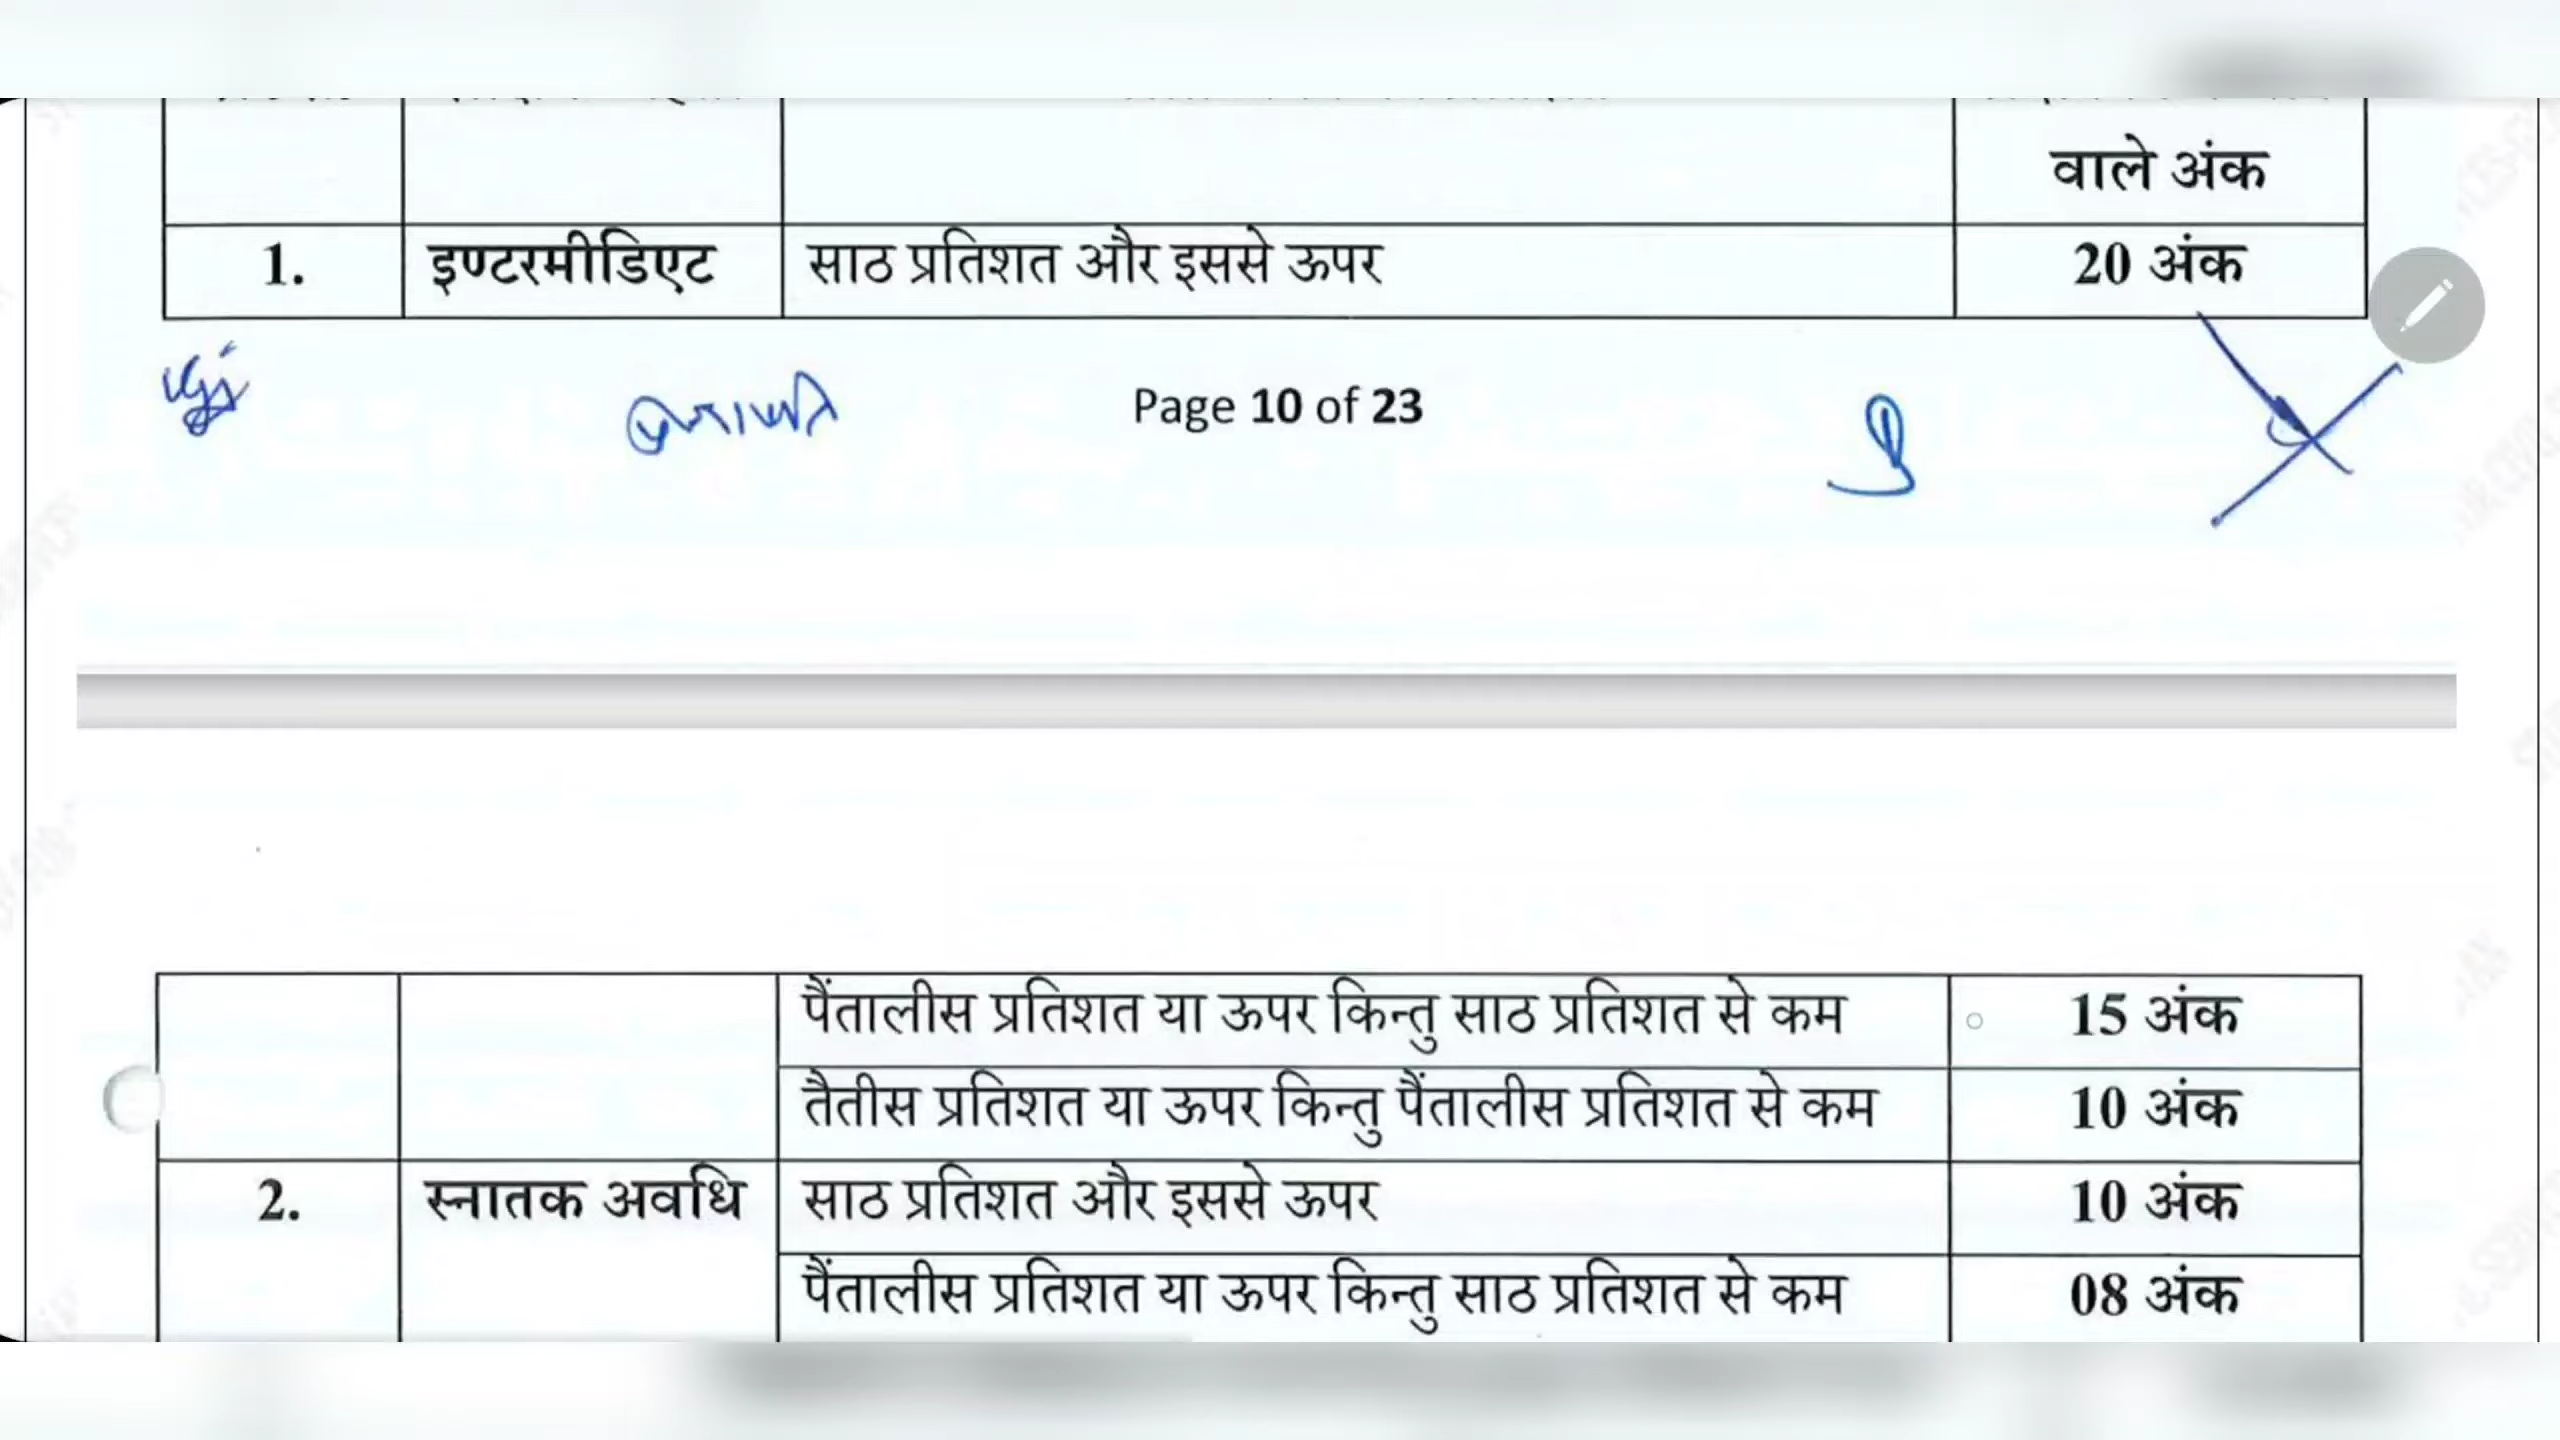 वाले अंक
1. इण्टरमीडिएट साठ प्रतिशत और इससे ऊपर 20 अंक
Page 10 of 23
पैंतालीस प्रतिशत या ऊपर किन्तु साठ प्रतिशत से कम 15 अंक
तैतीस प्रतिशत या ऊपर किन्तु पैंतालीस प्रतिशत से कम 10 अंक
2. स्नातक अवधि साठ प्रतिशत और इससे ऊपर 10 अंक
पैंतालीस प्रतिशत या ऊपर किन्तु साठ प्रतिशत से कम 08 अंक